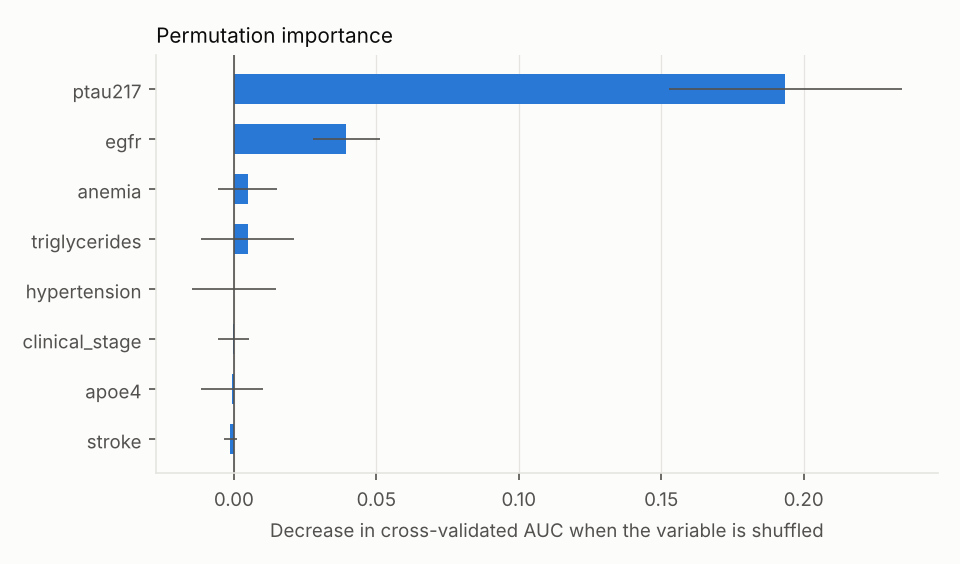 Permutation importance
ptau217
egfr
anemia
triglycerides
hypertension
clinical_stage
apoe4
stroke
0.00 0.05 0.10 0.15 0.20
Decrease in cross-validated AUC when the variable is shuffled